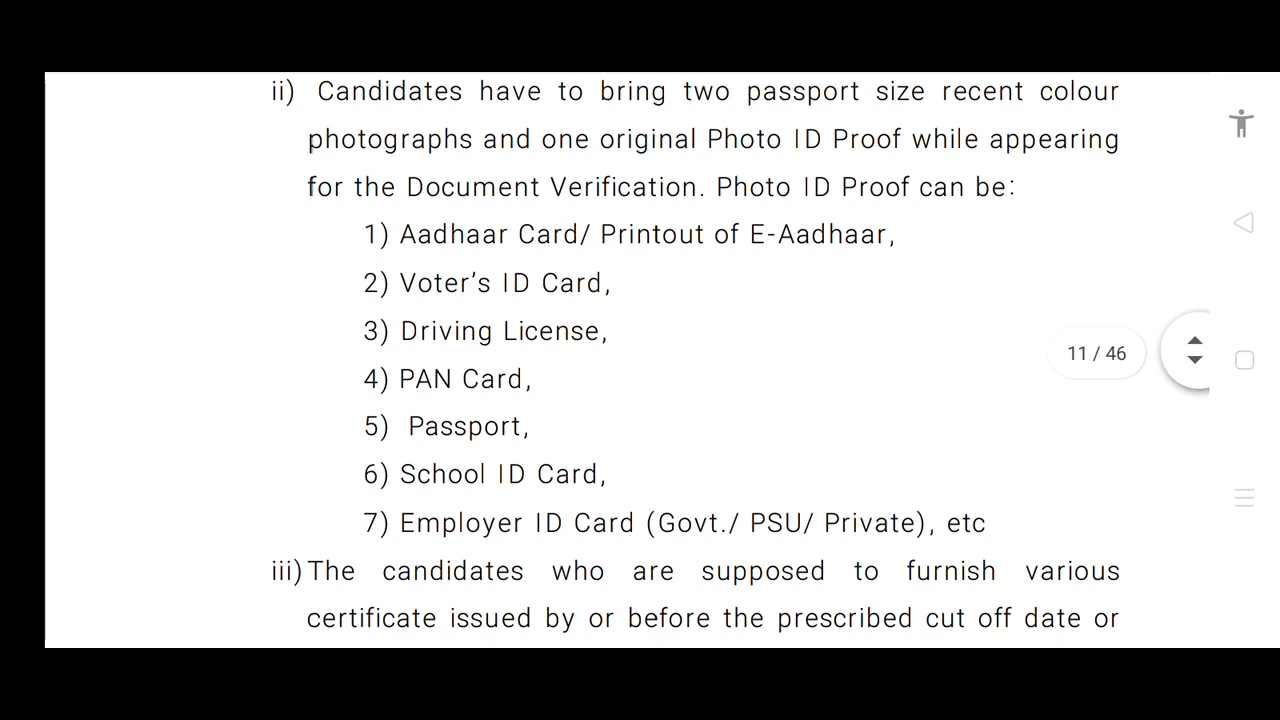 ii) Candidates have to bring two passport size recent colour
photographs and one original Photo ID Proof while appearing
for the Document Verification. Photo ID Proof can be:
1) Aadhaar Card/ Printout of E-Aadhaar,
2) Voter’s ID Card,
3) Driving License,
11 / 46
4) PAN Card,
5) Passport,
6) School ID Card,
7) Employer ID Card (Govt./ PSU/ Private), etc
iii) The candidates who are supposed to furnish various
certificate issued by or before the prescribed cut off date or